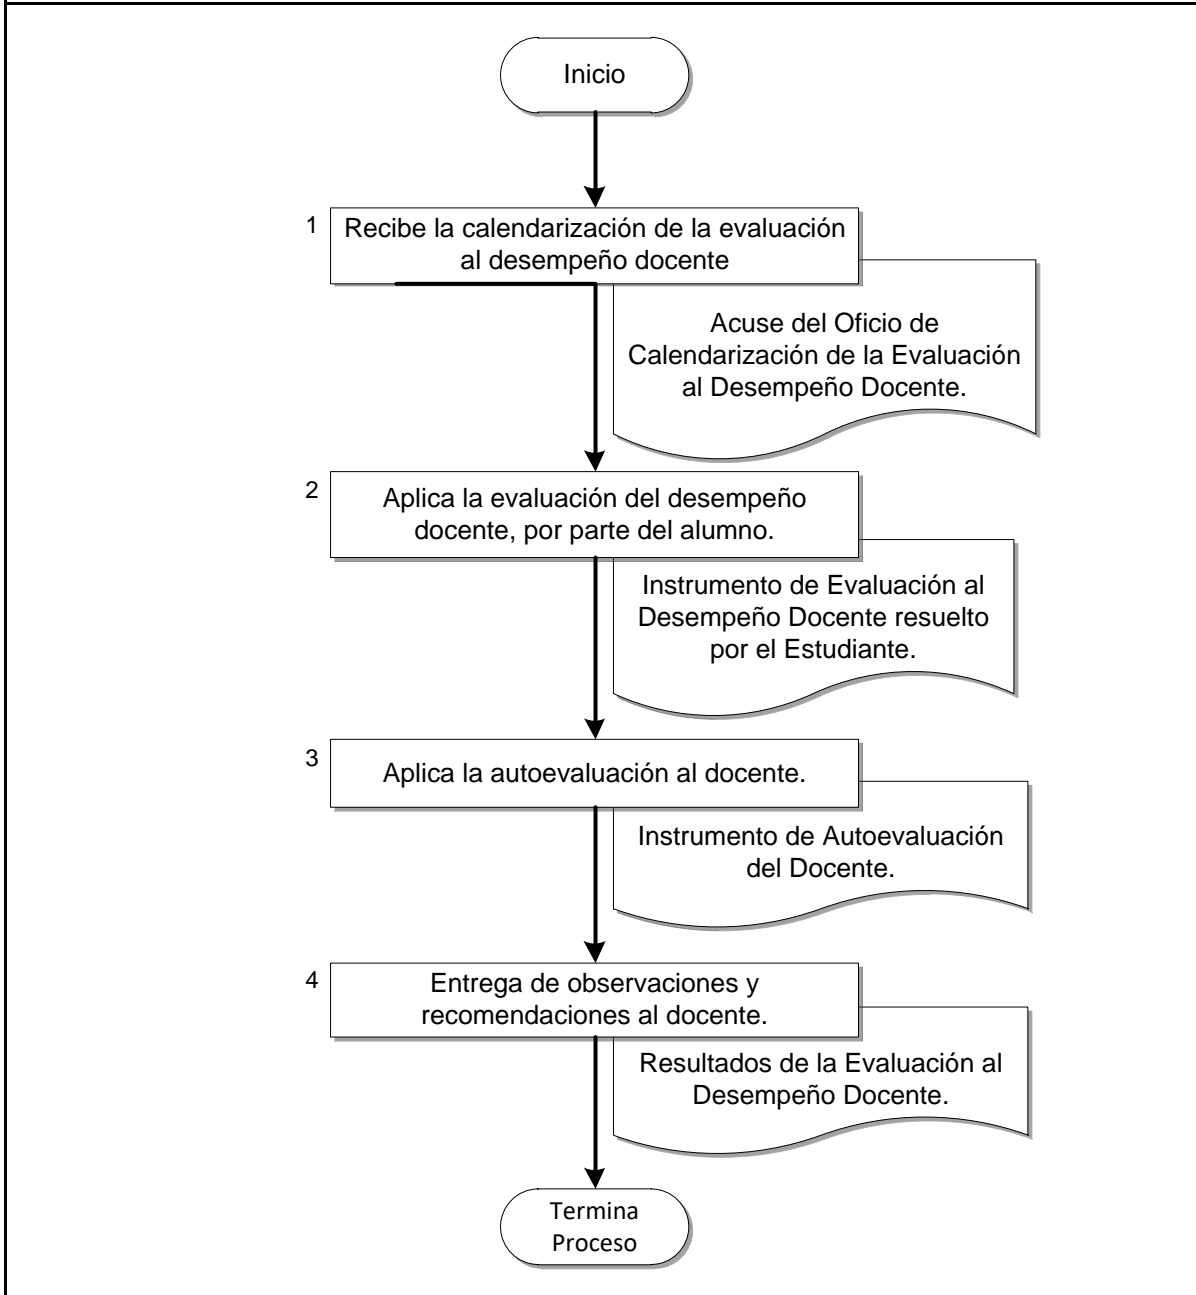 Inicio
1
Recibe la calendarización de la evaluación
al desempeño docente
Acuse del Oficio de
Calendarización de la Evaluación
al Desempeño Docente.
2
Aplica la evaluación del desempeño
docente, por parte del alumno.
Instrumento de Evaluación al
Desempeño Docente resuelto
por el Estudiante.
3
Aplica la autoevaluación al docente.
Instrumento de Autoevaluación
del Docente.
4
Entrega de observaciones y
recomendaciones al docente.
Resultados de la Evaluación al
Desempeño Docente.
Termina
Proceso